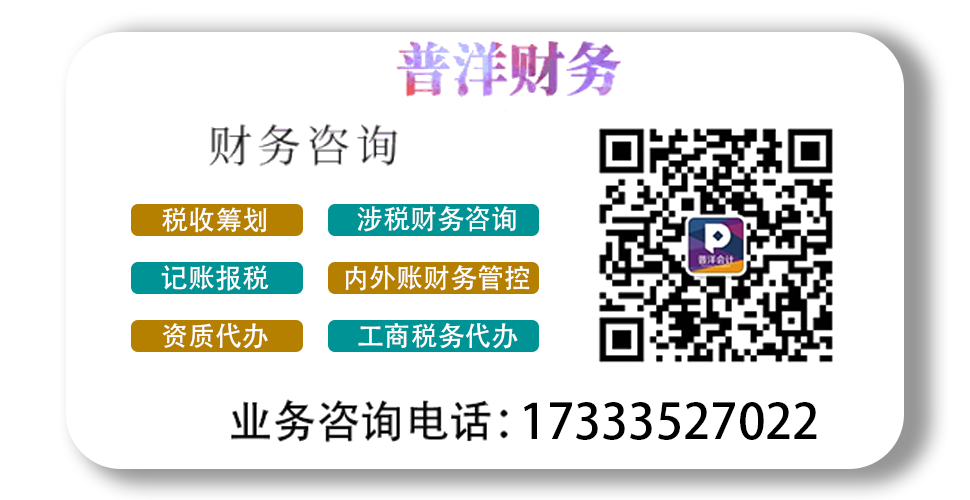 普洋财务
财务咨询
税收筹划 涉税财务咨询
记账报税 内外账财务管控
资质代办 工商税务代办
普洋会计
业务咨询电话：17333527022